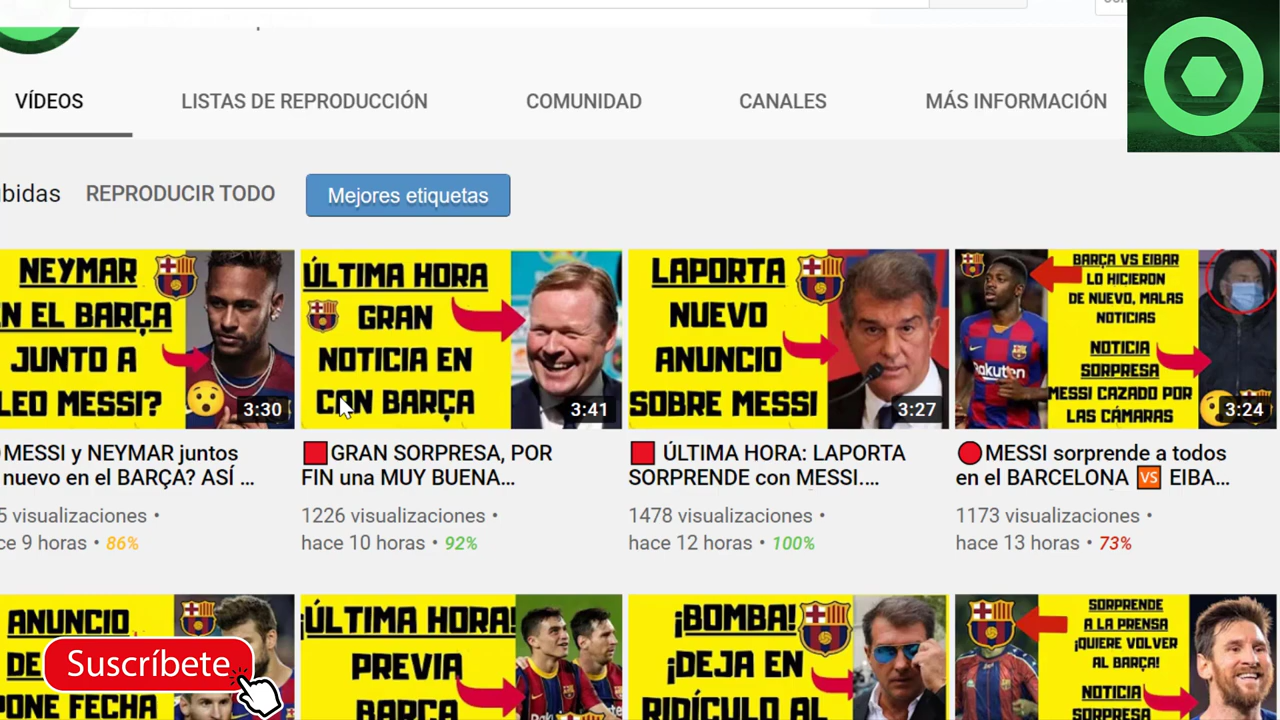 VÍDEOS
LISTAS DE REPRODUCCIÓN
COMUNIDAD
CANALES
MÁS INFORMACIÓN
bidas
REPRODUCIR TODO
Mejores etiquetas
NEYMAR
EN EL BARÇA
JUNTO A
LEO MESSI?
3:30
ÚLTIMA HORA
GRAN
NOTICIA EN
CAN BARÇA
3:41
LAPORTA
NUEVO
ANUNCIO
SOBRE MESSI
3:27
BARÇA VS EIBAR
LO HICIERON
DE NUEVO, MALAS
NOTICIAS
Rakuten
NOTICIA
SORPRESA
MESSI CAZADO POR
LAS CÁMARAS
3:24
MESSI y NEYMAR juntos
nuevo en el BARÇA? ASÍ ...
5 visualizaciones •
ce 9 horas • 86%
GRAN SORPRESA, POR
FIN una MUY BUENA...
1226 visualizaciones •
hace 10 horas • 92%
ÚLTIMA HORA: LAPORTA
SORPRENDE con MESSI....
1478 visualizaciones •
hace 12 horas • 100%
MESSI sorprende a todos
en el BARCELONA 🆚 EIBA...
1173 visualizaciones •
hace 13 horas • 73%
ANUNCIO
DE
PONE FECHA
Suscríbete
¡ÚLTIMA HORA!
PREVIA
BARÇA
¡BOMBA!
¡DEJA EN
RIDÍCULO AL
SORPRENDE
A LA PRENSA
¡QUIERE VOLVER
AL BARÇA!
NOTICIA
SORPRESA